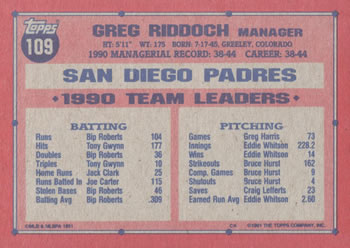 TOPPS
109
GREG RIDDOCH MANAGER
HT: 5'11" WT: 175 BORN: 7-17-45, GREELEY, COLORADO
1990 MANAGERIAL RECORD: 38-44 CAREER: 38-44
SAN DIEGO PADRES
1990 TEAM LEADERS
BATTING
Runs Bip Roberts 104
Hits Tony Gwynn 177
Doubles Bip Roberts 36
Triples Tony Gwynn 10
Home Runs Jack Clark 25
Runs Batted In Joe Carter 115
Stolen Bases Bip Roberts 46
Batting Avg Bip Roberts .309
PITCHING
Games Greg Harris 73
Innings Eddie Whitson 228.2
Wins Eddie Whitson 14
Strikeouts Bruce Hurst 162
Comp. Games Bruce Hurst 9
Shutouts Bruce Hurst 4
Saves Craig Lefferts 23
Earned Run Avg Eddie Whitson 2.60
©MLB & MLBPA 1991
©1991 THE TOPPS COMPANY, INC.